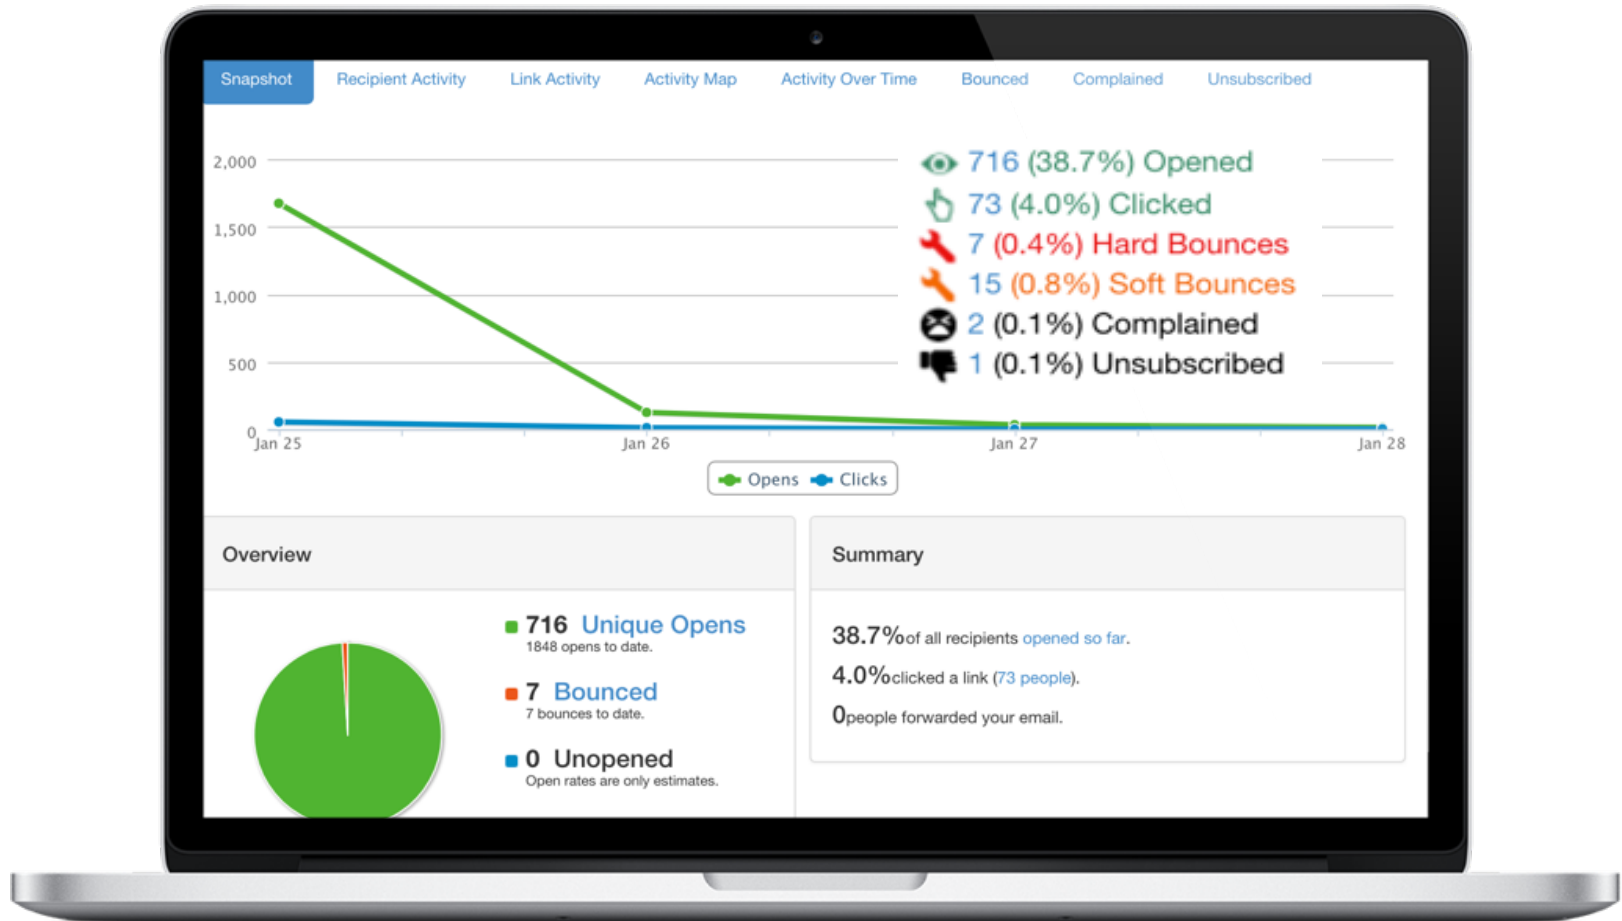 Snapshot Recipient Activity Link Activity Activity Map Activity Over Time Bounced Complained Unsubscribed
2,000
1,500
1,000
500
0
716 (38.7%) Opened
73 (4.0%) Clicked
7 (0.4%) Hard Bounces
15 (0.8%) Soft Bounces
2 (0.1%) Complained
1 (0.1%) Unsubscribed
Jan 25 Jan 26 Jan 27 Jan 28
Opens Clicks
Overview
716 Unique Opens
1848 opens to date.
7 Bounced
7 bounces to date.
0 Unopened
Open rates are only estimates.
Summary
38.7%of all recipients opened so far.
4.0%clicked a link (73 people).
0people forwarded your email.